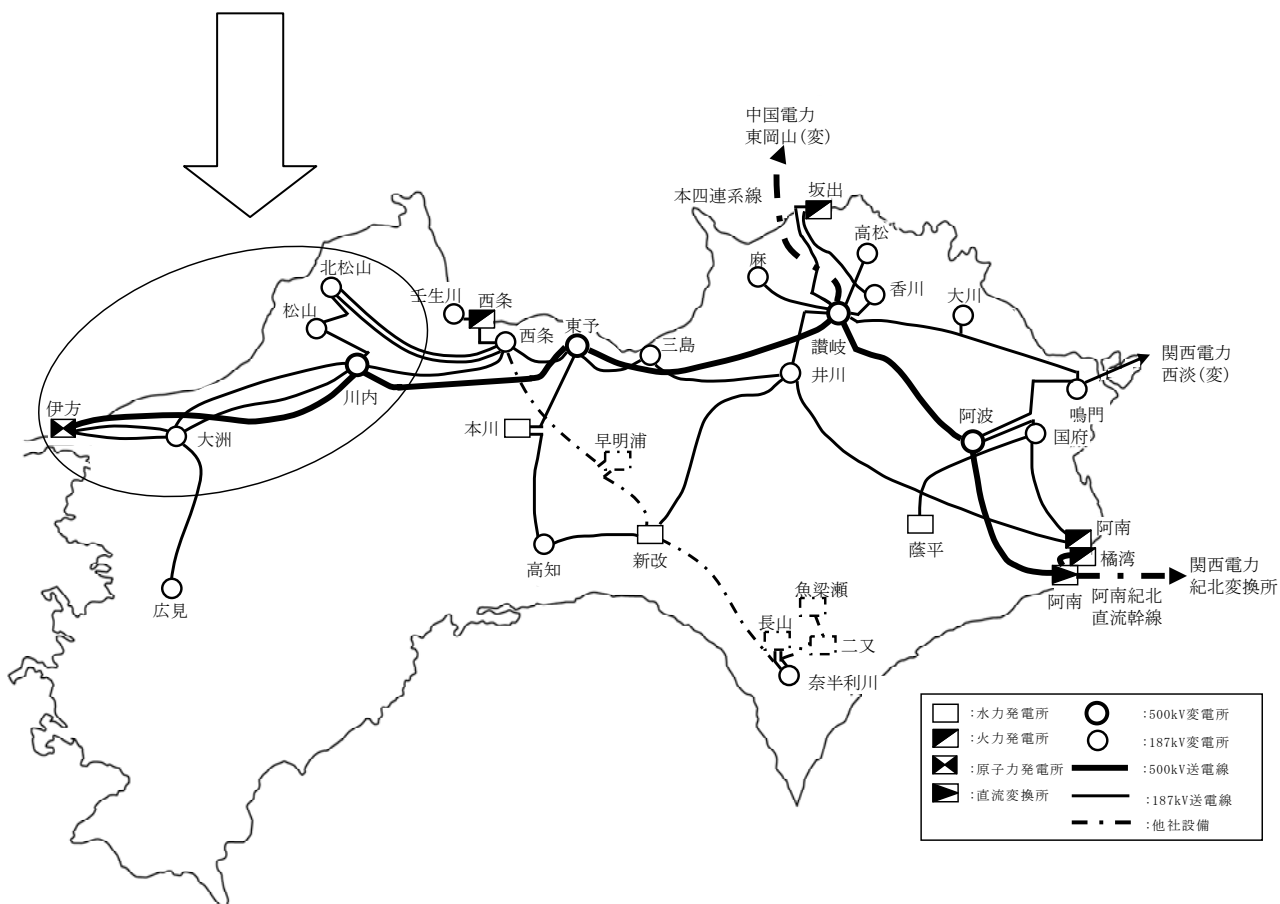 中国電力
東岡山(変)
本四連系線
坂出
高松
麻
香川
大川
北松山
松山
壬生川
西条
西条
東予
三島
讃岐
井川
関西電力
西淡(変)
鳴門
伊方
大洲
川内
本川
早明浦
阿波
国府
蔭平
阿南
橘湾
阿南
阿南紀北
直流幹線
関西電力
紀北変換所
高知
新改
広見
魚梁瀬
長山
二又
奈半利川
:水力発電所
:500kV変電所
:火力発電所
:187kV変電所
:原子力発電所
:500kV送電線
:直流変換所
:187kV送電線
:他社設備